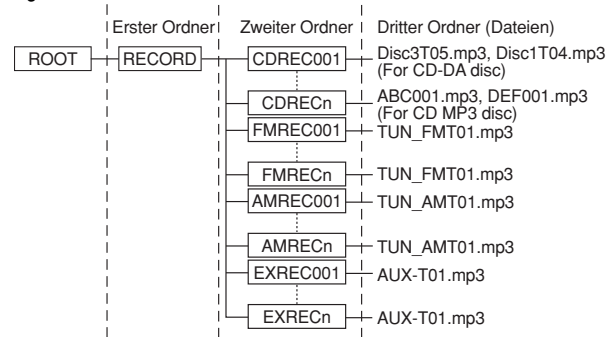 Erster Ordner Zweiter Ordner Dritter Ordner (Dateien)
ROOT RECORD CDREC001 Disc3T05.mp3, Disc1T04.mp3
(For CD-DA disc)
CDRECn ABC001.mp3, DEF001.mp3
(For CD MP3 disc)
FMREC001 TUN_FMT01.mp3
FMRECn TUN_FMT01.mp3
AMREC001 TUN_AMT01.mp3
AMRECn TUN_AMT01.mp3
EXREC001 AUX-T01.mp3
EXRECn AUX-T01.mp3